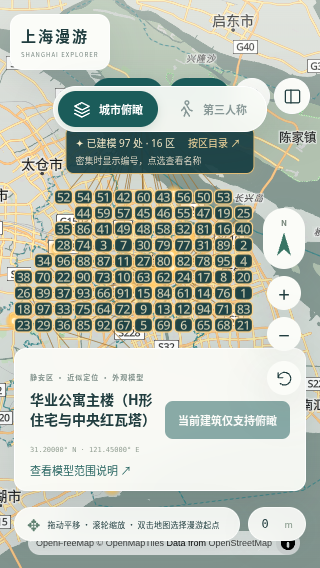 启东市
上海漫游
SHANGHAI EXPLORER
G40
兴隆沙
城市俯瞰
第三人称
陈家镇
✦ 已建模 97 处 · 16 区 按区目录 ↗
密集时显示编号，点选查看名称
太仓市
长兴岛
52 54 51 42 60 43 56 50 53
44 59 57 45 46 55 47 19 25
35 86 41 49 48 58 32 81 16 40
28 74 3 7 30 79 77 31 89 2
34 96 88 87 11 27 80 82 78 95 4
38 70 22 90 73 10 63 62 24 17 8 20
26 39 37 93 66 91 15 84 61 14 76 1
18 97 33 75 64 72 9 13 12 94 71 83
23 29 36 85 92 67 5 69 6 65 68 21
N
+
−
S32
静安区 · 近似定位 · 外观模型
华业公寓主楼（H形
住宅与中央红瓦塔）
当前建筑仅支持俯瞰
31.20000° N · 121.45000° E
查看模型范围说明 ↗
湖市
拖动平移 · 滚轮缩放 · 双击地图选择漫游起点
0 m
OpenFreeMap © OpenMapTiles Data from OpenStreetMap